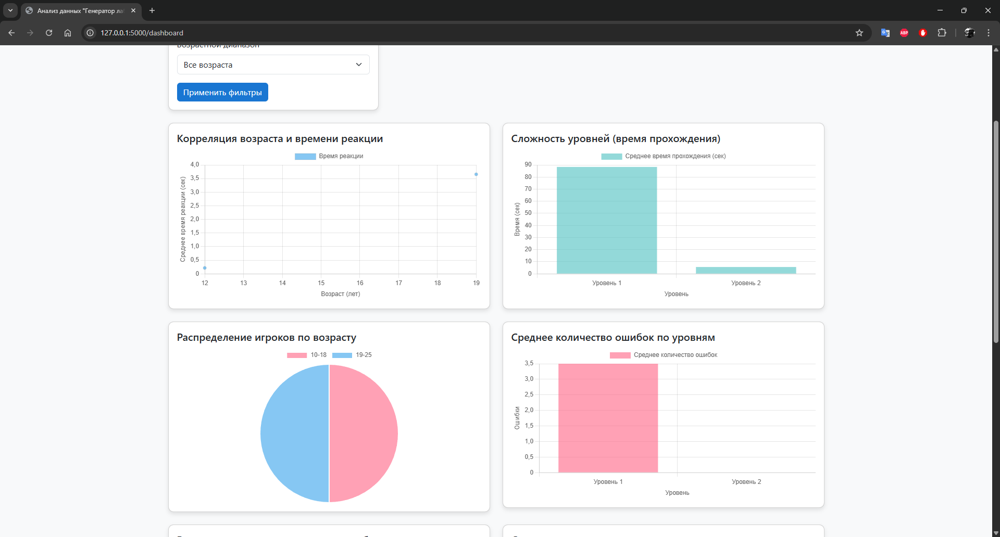 Анализ данных "Генератор ла
127.0.0.1:5000/dashboard
ABP
Возрастной диапазон
Все возраста
Применить фильтры
Корреляция возраста и времени реакции
Время реакции
4,0
3,5
3,0
2,5
2,0
1,5
1,0
0,5
0
Среднее время реакции (сек)
12 13 14 15 16 17 18 19
Возраст (лет)
Сложность уровней (время прохождения)
Среднее время прохождения (сек)
90
80
70
60
50
40
30
20
10
0
Время (сек)
Уровень 1 Уровень 2
Уровень
Распределение игроков по возрасту
10-18 19-25
Среднее количество ошибок по уровням
Среднее количество ошибок
3,5
3,0
2,5
2,0
1,5
1,0
0,5
0
Ошибки
Уровень 1 Уровень 2
Уровень